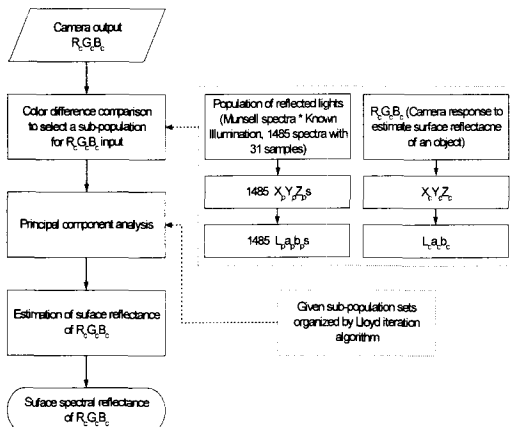 Camera output
RcGcBc
Color difference comparison
to select a sub-population
for RcGcBc input
Principal component analysis
Estimation of suface reflectance
of RcGcBc
Suface spectral reflectance
of RcGcBc
Population of reflected lights
(Munsell spectra * Known
Illumination, 1485 spectra with
31 samples)
1485 XpYpZps
1485 Lpapbps
RcGcBc (Camera response to
estimate surface reflectacne
of an object)
XcYcZc
Lcacbc
Given sub-population sets
organized by Lloyd iteration
algorithm